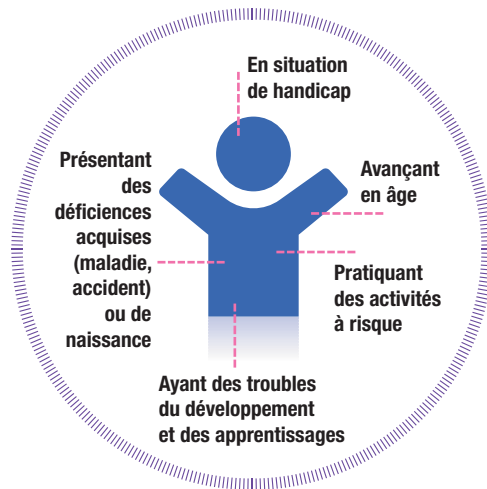 En situation
de handicap
Présentant
des
déficiences
acquises
(maladie,
accident)
ou de
naissance
Avançant
en âge
Pratiquant
des activités
à risque
Ayant des troubles
du développement
et des apprentissages